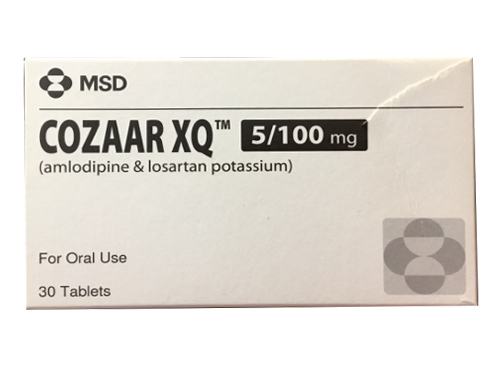 MSD
COZAAR XQ™ 5/100 mg
(amlodipine & losartan potassium)
For Oral Use
30 Tablets